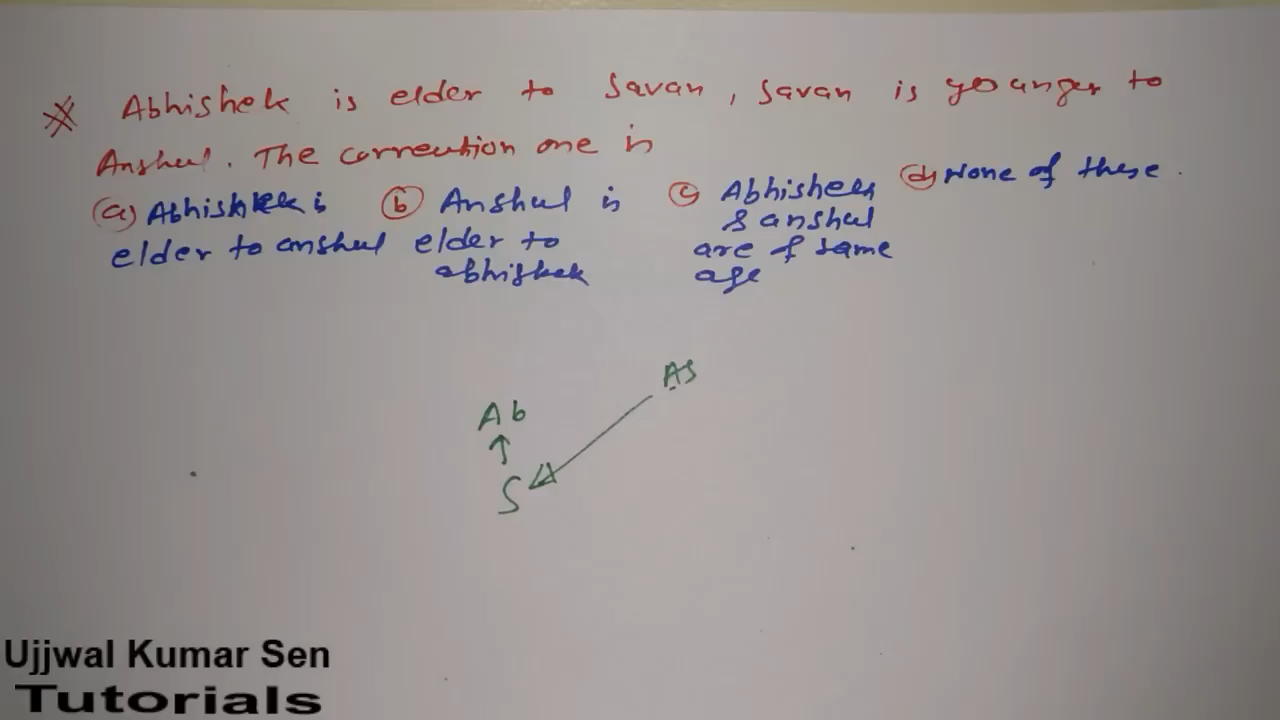 Abhishek is elder to Savan, Savan is younger to
Anshul. The correction one is
(a) Abhishkek is
elder to anshul
(b) Anshul is
elder to
abhishek
(c) Abhishek
& anshul
are of same
age
(d) None of these.
AS
Ab
S
Ujjwal Kumar Sen
Tutorials